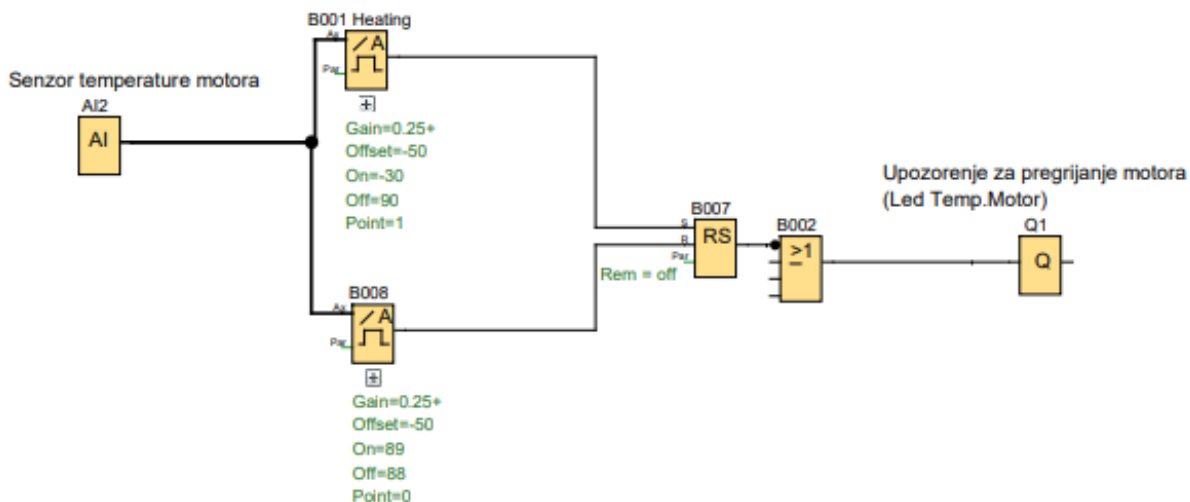 B001 Heating
Ax
/A
Par
+
Gain=0.25+
Offset=-50
On=-30
Off=90
Point=1
Senzor temperature motora
AI2
AI
B007
S
R
Par
RS
Rem = off
B002
>1
Upozorenje za pregrijanje motora
(Led Temp.Motor)
Q1
Q
B008
Ax
/A
Par
+
Gain=0.25+
Offset=-50
On=89
Off=88
Point=0